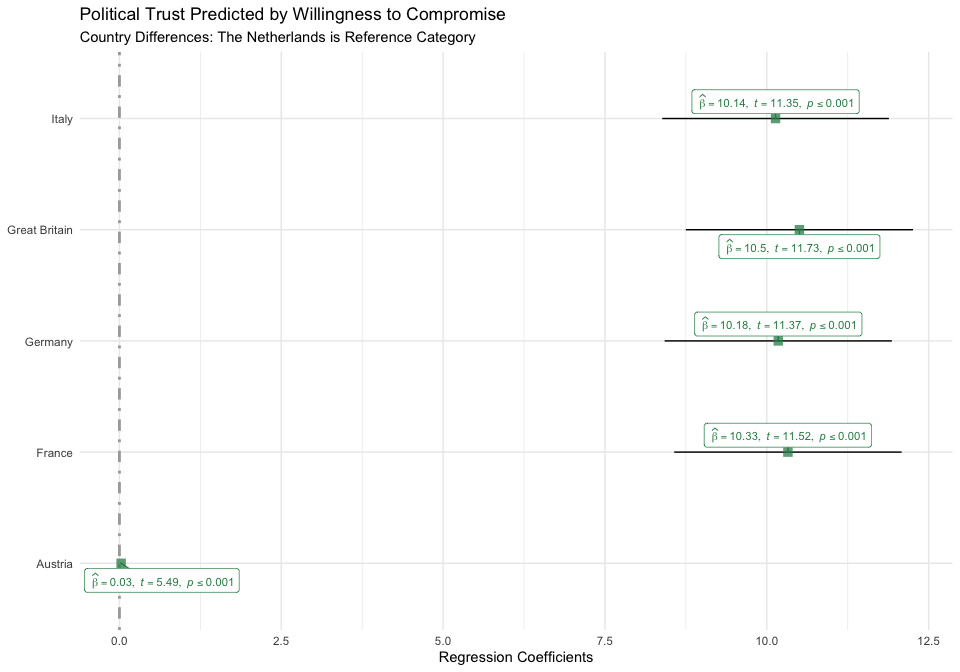 Political Trust Predicted by Willingness to Compromise
Country Differences: The Netherlands is Reference Category
Italy
β̂ = 10.14, t = 11.35, p ≤ 0.001
Great Britain
β̂ = 10.5, t = 11.73, p ≤ 0.001
Germany
β̂ = 10.18, t = 11.37, p ≤ 0.001
France
β̂ = 10.33, t = 11.52, p ≤ 0.001
Austria
β̂ = 0.03, t = 5.49, p ≤ 0.001
0.0 2.5 5.0 7.5 10.0 12.5
Regression Coefficients